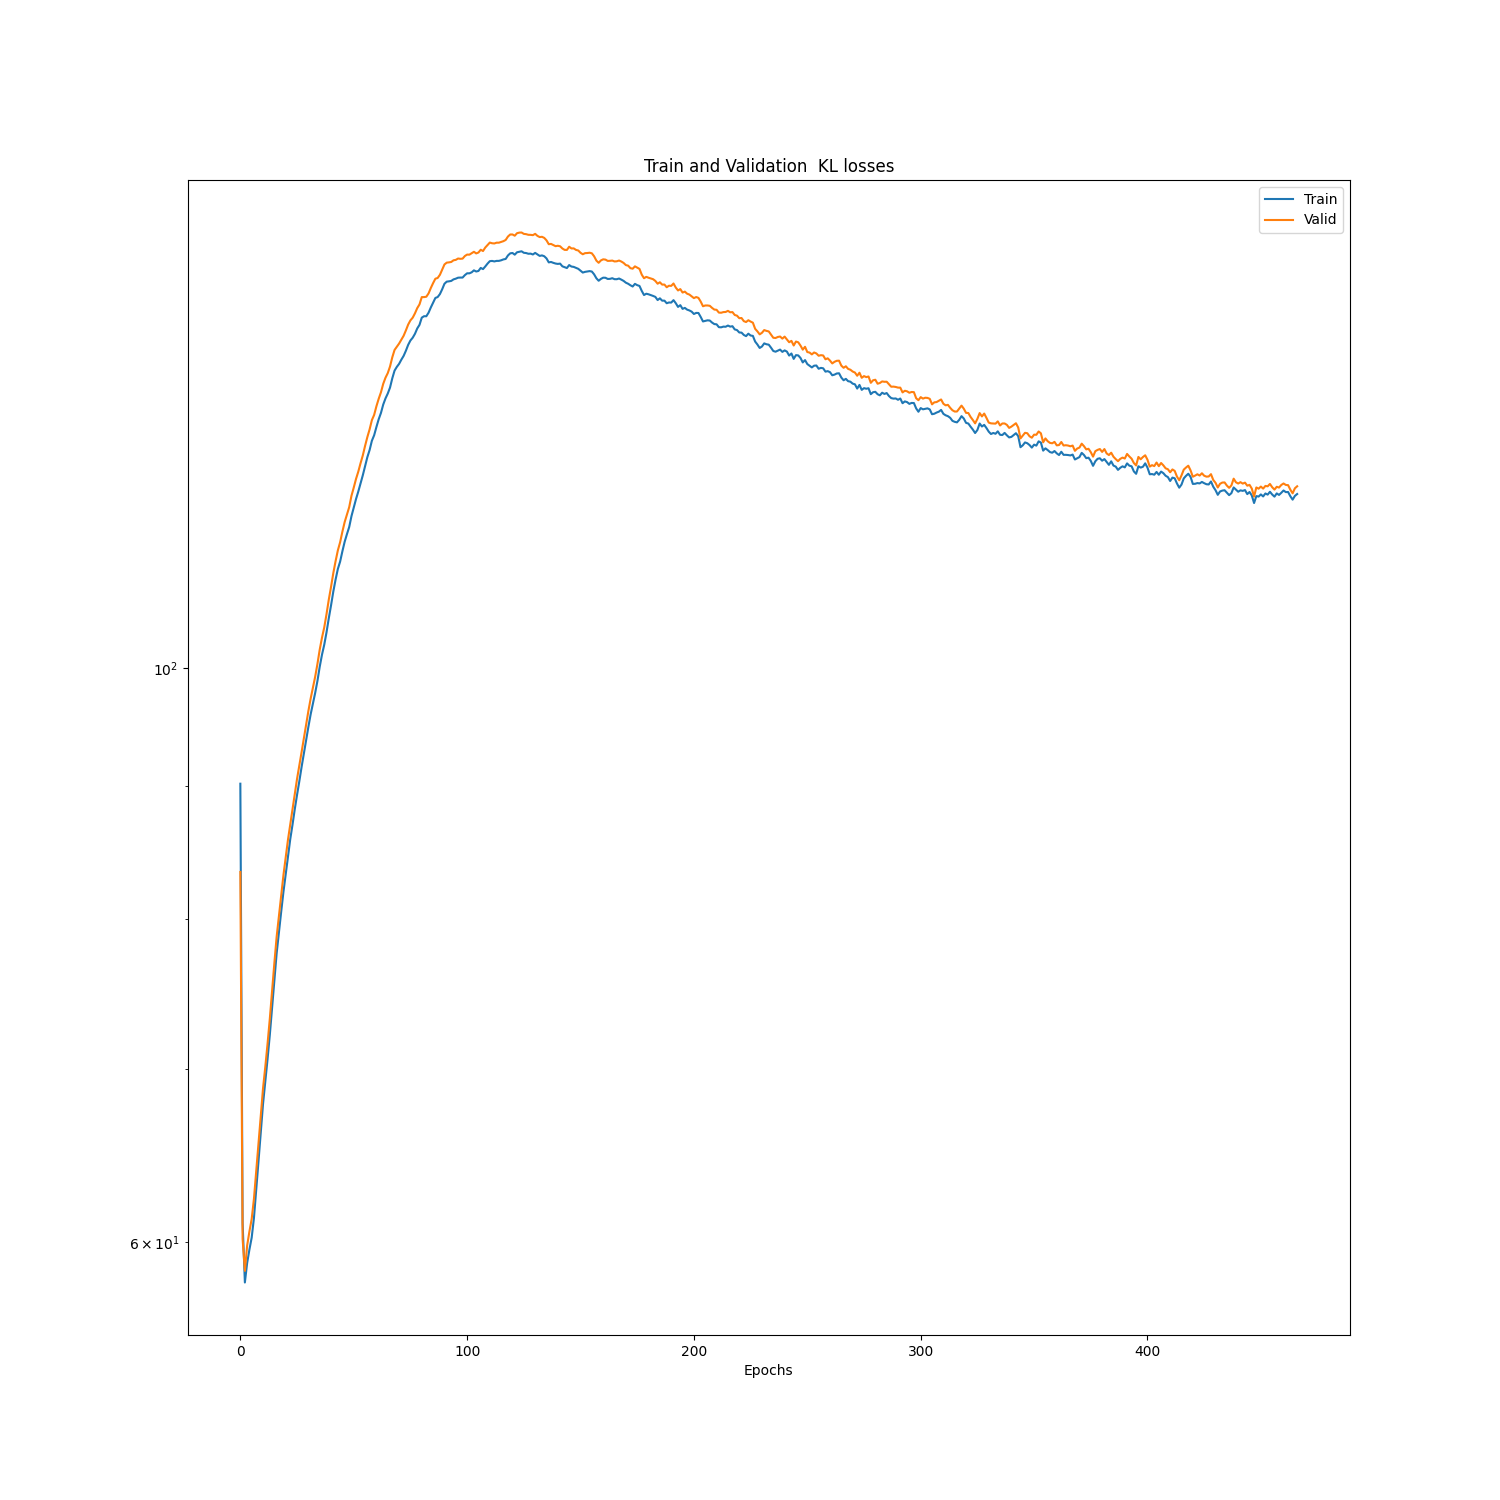 Train and Validation  KL losses
Train
Valid
10²
6 × 10¹
0 100 200 300 400
Epochs